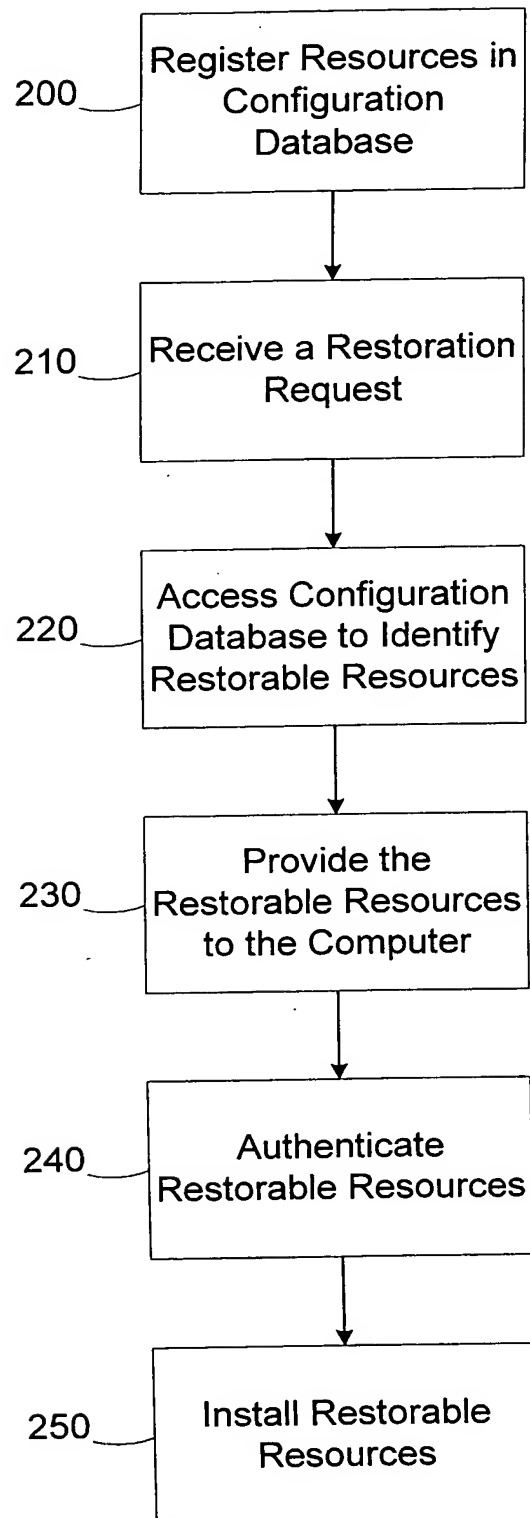 200
Register Resources in
Configuration
Database
210
Receive a Restoration
Request
220
Access Configuration
Database to Identify
Restorable Resources
230
Provide the
Restorable Resources
to the Computer
240
Authenticate
Restorable Resources
250
Install Restorable
Resources